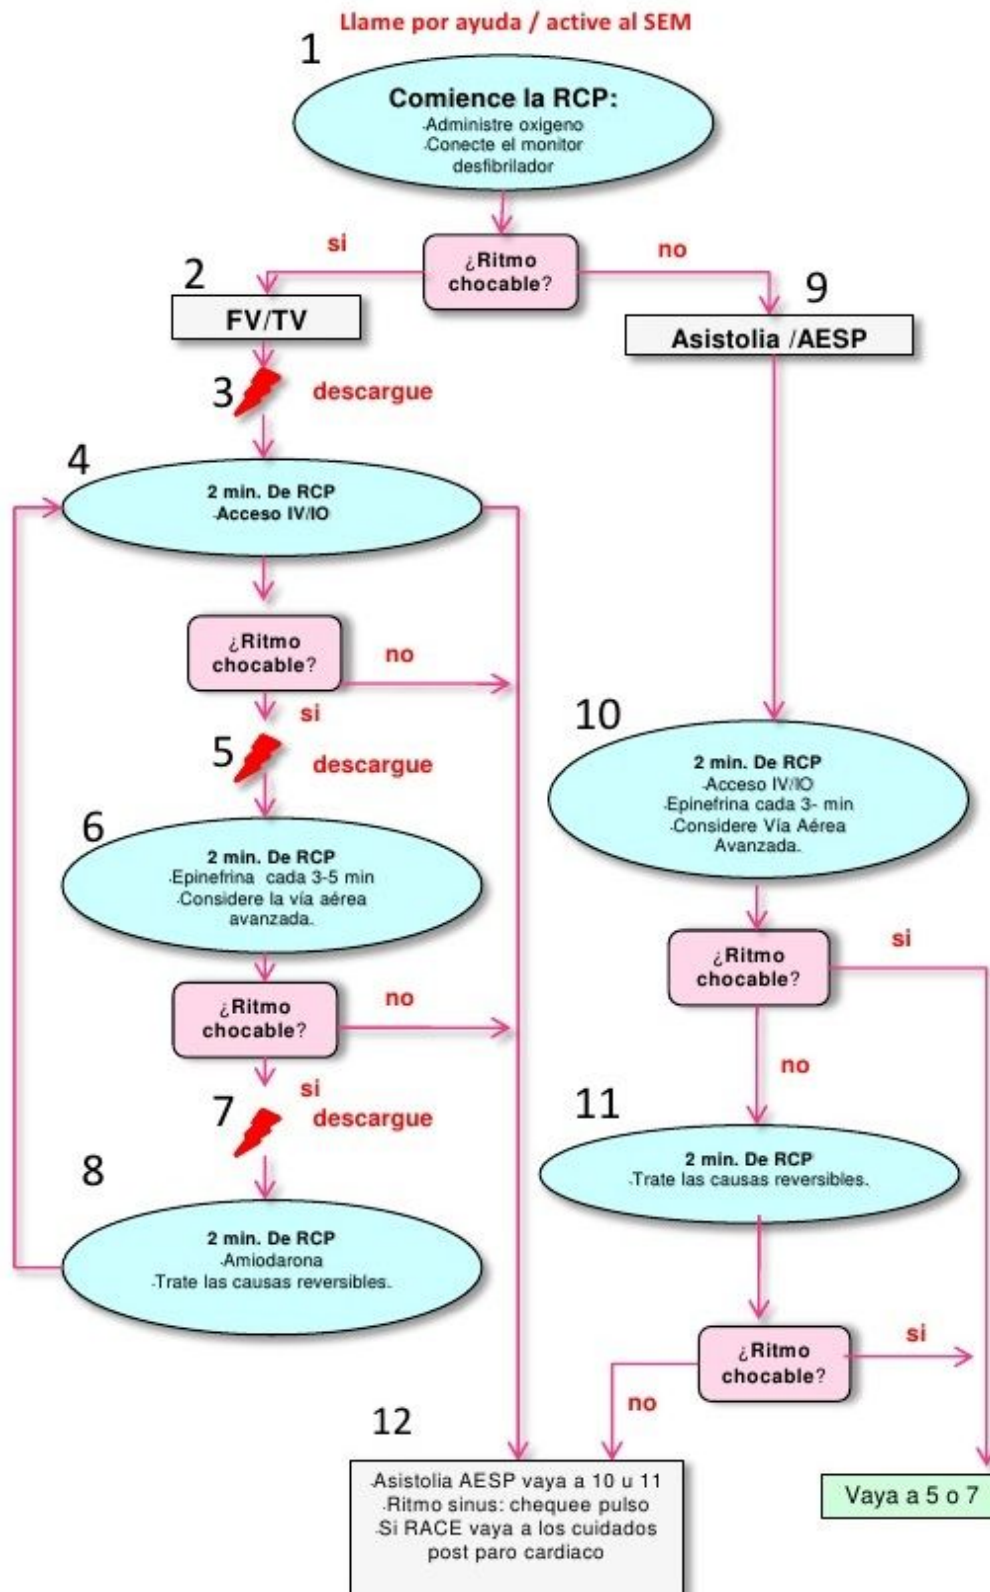 Llame por ayuda / active al SEM
1
Comience la RCP:
-Administre oxigeno
-Conecte el monitor
desfibrilador
¿Ritmo
chocable?
si
no
2
FV/TV
9
Asistolia /AESP
3
descargue
4
2 min. De RCP
-Acceso IV/IO
¿Ritmo
chocable?
no
si
5
descargue
6
2 min. De RCP
-Epinefrina cada 3-5 min
-Considere la vía aérea
avanzada.
¿Ritmo
chocable?
no
si
7
descargue
8
2 min. De RCP
-Amiodarona
-Trate las causas reversibles.
10
2 min. De RCP
-Acceso IV/IO
-Epinefrina cada 3- min
-Considere Vía Aérea
Avanzada.
¿Ritmo
chocable?
si
no
11
2 min. De RCP
-Trate las causas reversibles.
¿Ritmo
chocable?
si
no
12
-Asistolia AESP vaya a 10 u 11
-Ritmo sinus: chequee pulso
-Si RACE vaya a los cuidados
post paro cardiaco
Vaya a 5 o 7